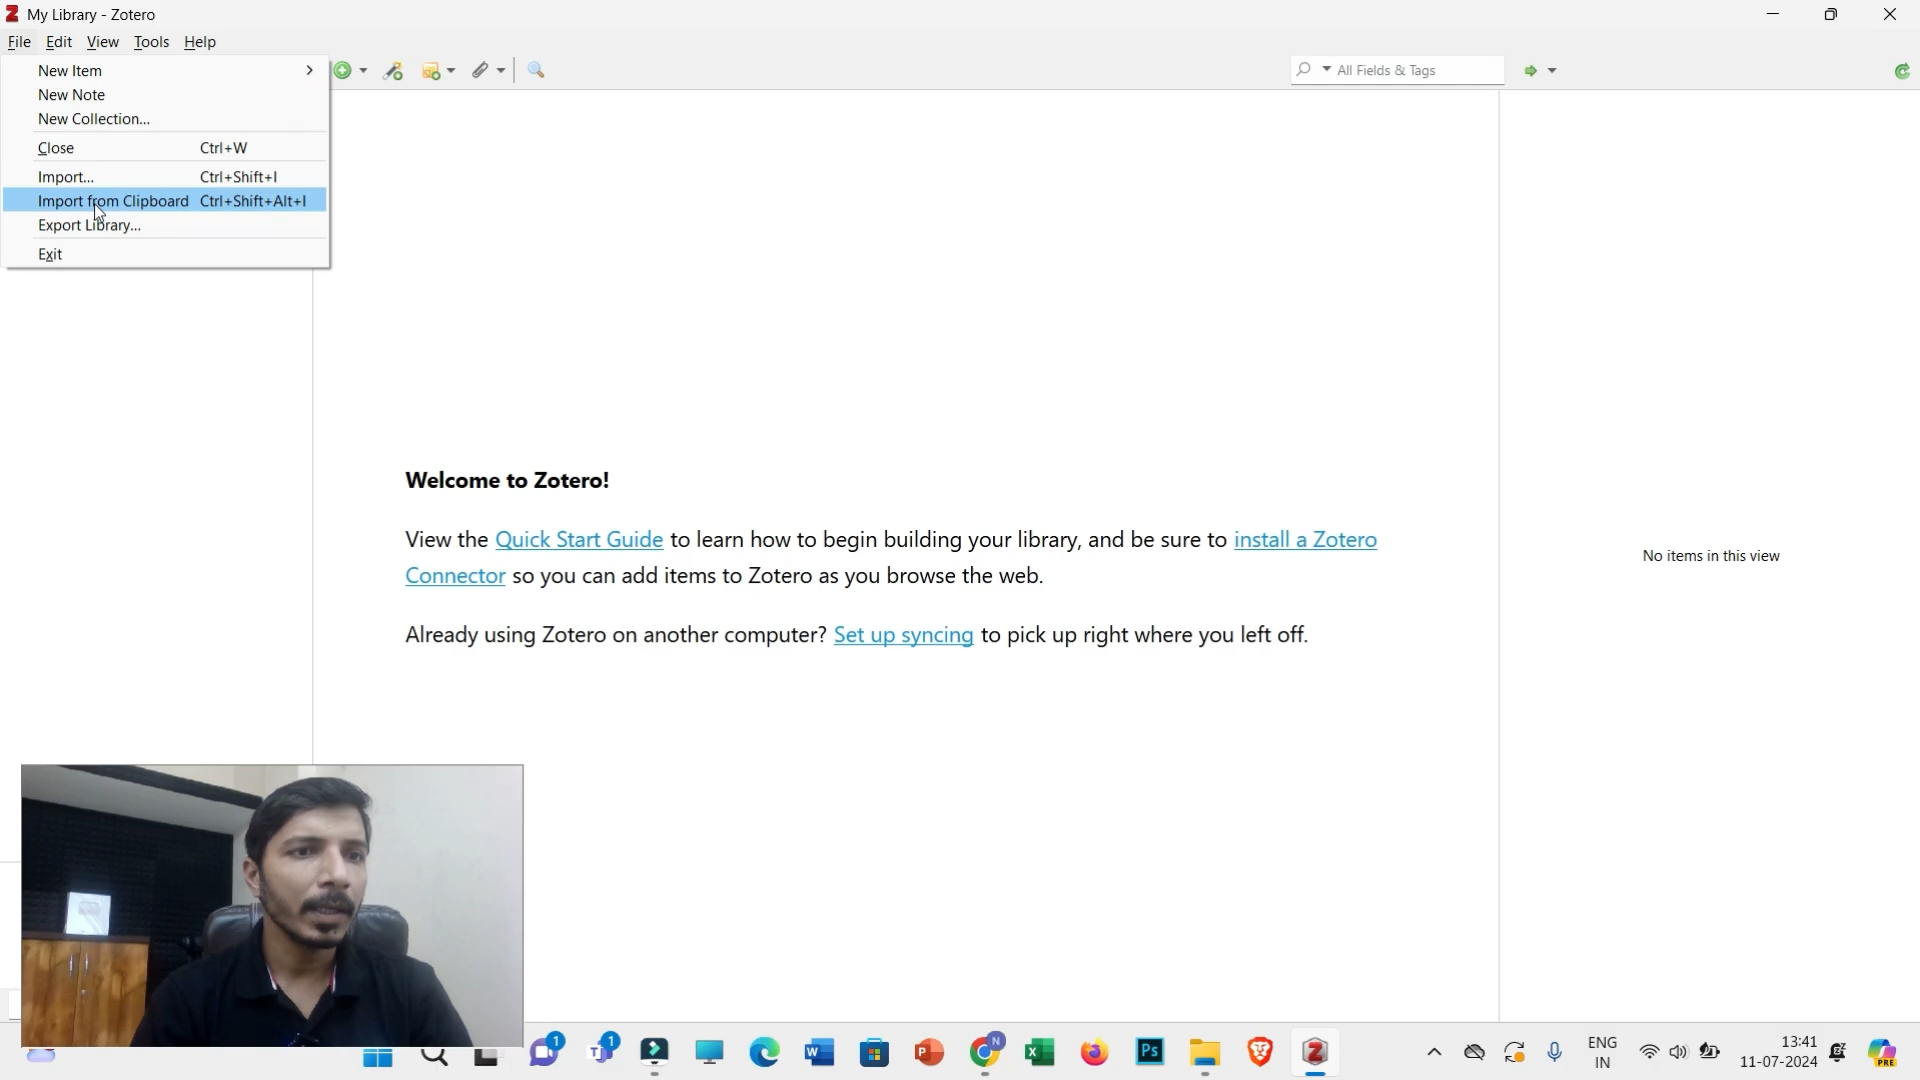 My Library - Zotero
File Edit View Tools Help
New Item
New Note
New Collection...
Close Ctrl+W
Import... Ctrl+Shift+I
Import from Clipboard Ctrl+Shift+Alt+I
Export Library...
Exit
All Fields & Tags
Welcome to Zotero!
View the Quick Start Guide to learn how to begin building your library, and be sure to install a Zotero
Connector so you can add items to Zotero as you browse the web.
Already using Zotero on another computer? Set up syncing to pick up right where you left off.
No items in this view
1
1
N
Ps
ENG
IN
13:41
11-07-2024
PRE